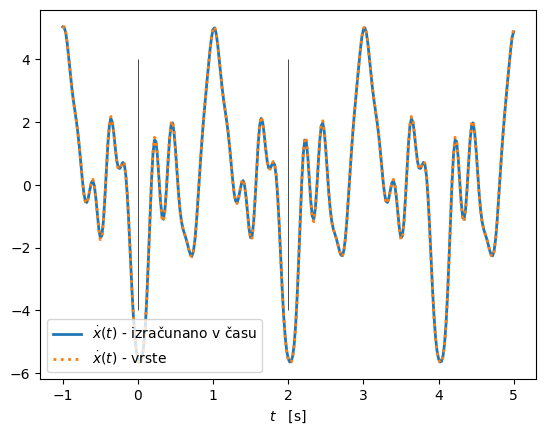 4
2
0
−2
−4
−6
ẋ(t) - izračunano v času
ẋ(t) - vrste
−1 0 1 2 3 4 5
t [s]